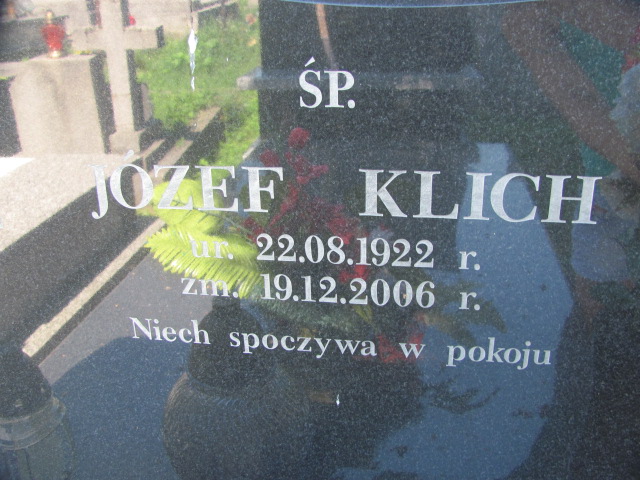 ŚP.
JÓZEF KLICH
ur. 22.08.1922 r.
zm. 19.12.2006 r.
Niech spoczywa w pokoju